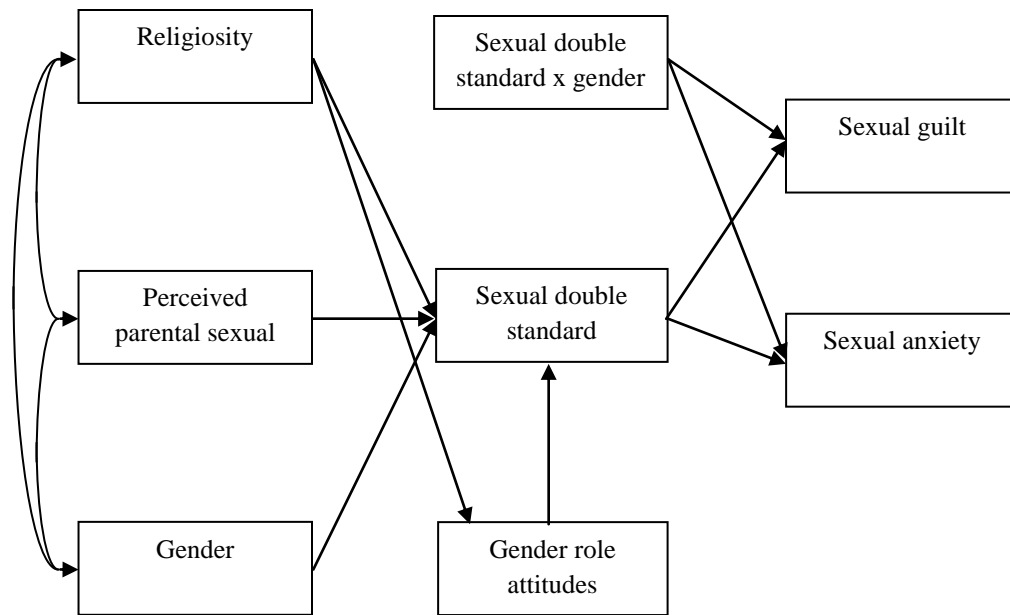 Religiosity
Sexual double
standard x gender
Sexual guilt
Perceived
parental sexual
Sexual double
standard
Sexual anxiety
Gender
Gender role
attitudes